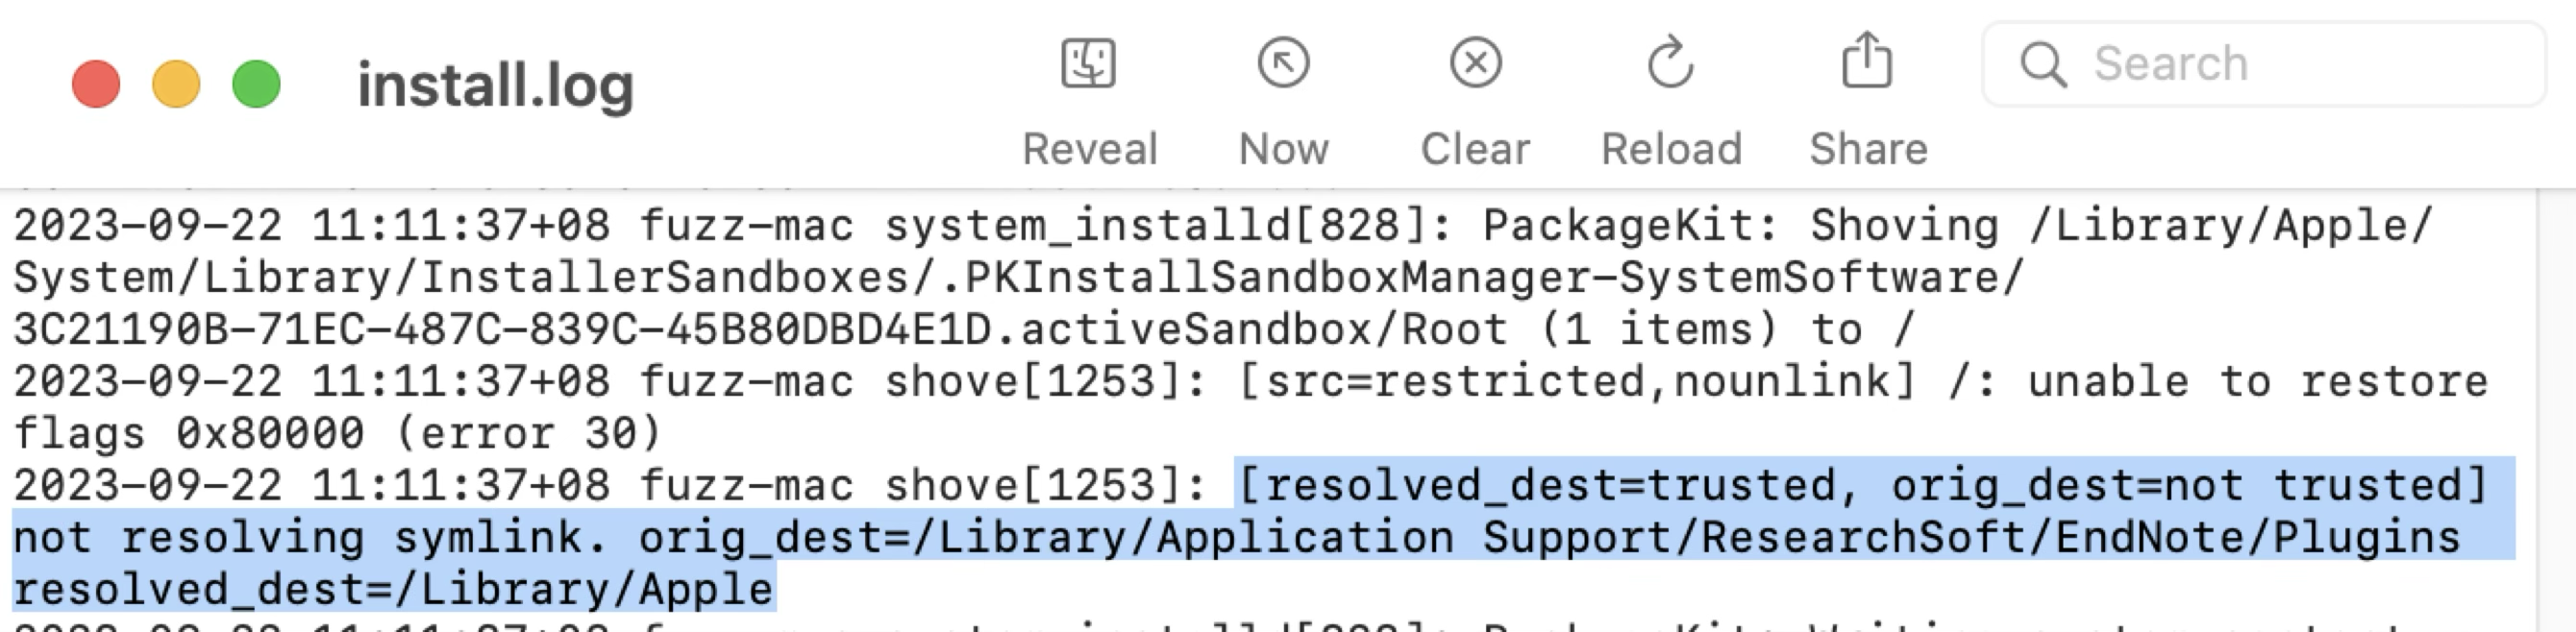 install.log
Reveal
Now
Clear
Reload
Share
Search
2023-09-22 11:11:37+08 fuzz-mac system_installd[828]: PackageKit: Shoving /Library/Apple/
System/Library/InstallerSandboxes/.PKInstallSandboxManager-SystemSoftware/
3C21190B-71EC-487C-839C-45B80DBD4E1D.activeSandbox/Root (1 items) to /
2023-09-22 11:11:37+08 fuzz-mac shove[1253]: [src=restricted,nounlink] /: unable to restore
flags 0x80000 (error 30)
2023-09-22 11:11:37+08 fuzz-mac shove[1253]: [resolved_dest=trusted, orig_dest=not trusted]
not resolving symlink. orig_dest=/Library/Application Support/ResearchSoft/EndNote/Plugins
resolved_dest=/Library/Apple